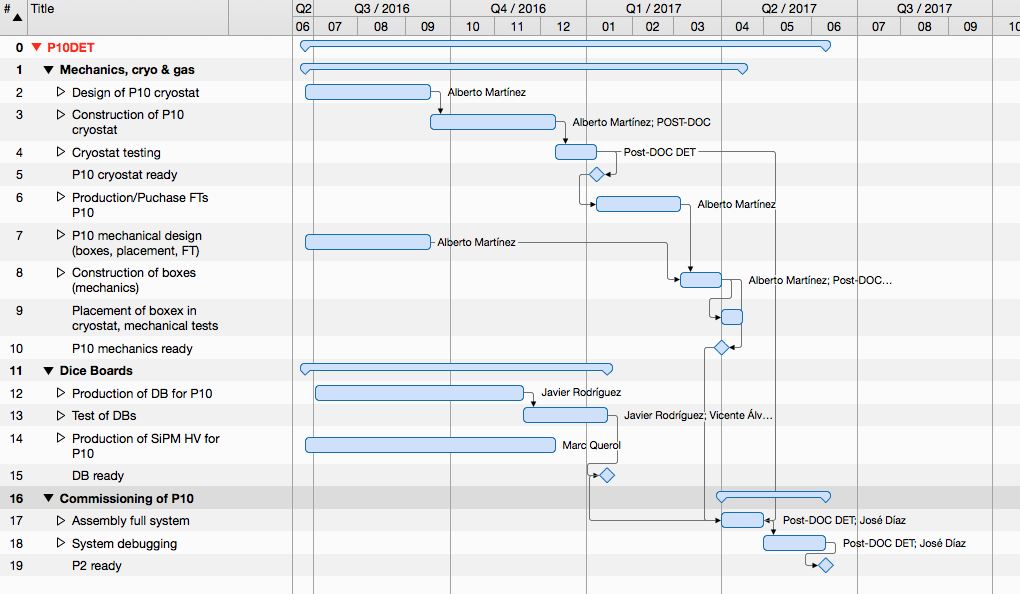 # Title Q2 Q3 / 2016 Q4 / 2016 Q1 / 2017 Q2 / 2017 Q3 / 2017
06 07 08 09 10 11 12 01 02 03 04 05 06 07 08 09 10
0 P10DET
1 Mechanics, cryo & gas
2 Design of P10 cryostat Alberto Martínez
3 Construction of P10
cryostat
Alberto Martínez; POST-DOC
4 Cryostat testing Post-DOC DET
5 P10 cryostat ready
6 Production/Puchase FTs
P10
Alberto Martínez
7 P10 mechanical design
(boxes, placement, FT)
Alberto Martínez
8 Construction of boxes
(mechanics)
Alberto Martínez; Post-DOC…
9 Placement of boxex in
cryostat, mechanical tests
10 P10 mechanics ready
11 Dice Boards
12 Production of DB for P10 Javier Rodríguez
13 Test of DBs Javier Rodríguez; Vicente Álv…
14 Production of SiPM HV for
P10
Marc Querol
15 DB ready
16 Commissioning of P10
17 Assembly full system Post-DOC DET; José Díaz
18 System debugging Post-DOC DET; José Díaz
19 P2 ready